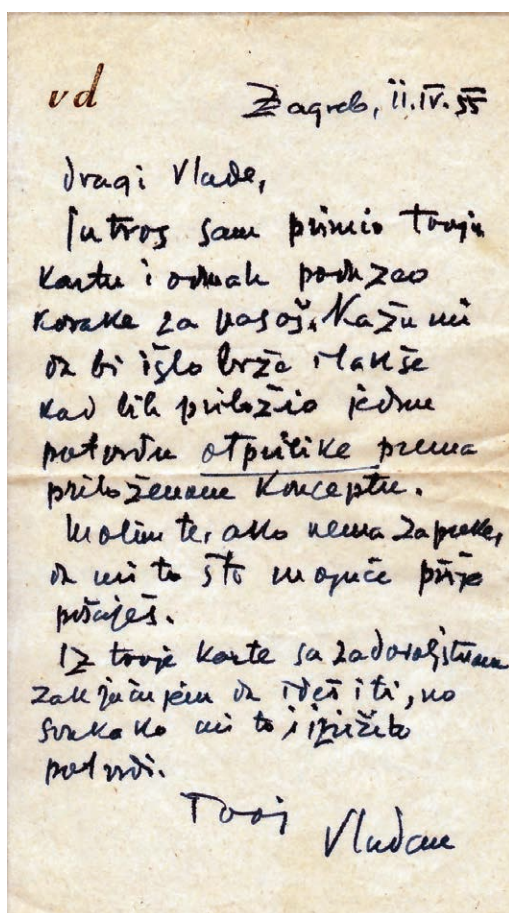 vd
Zagreb, 11.IV.55
Dragi Vlado,
Jutros sam primio Tvoju
kartu i odmah poduzeo
korake za pasoš. Kažu mi
da bi išlo brže i lakše
kad bih priložio jednu
potvrdu otprilike prema
priloženom konceptu.
Molim te, ako nema zapreke,
da mi to što moguće prije
pošalješ.
Iz tvoje karte sa zadovoljstvom
zaključujem da ideš i ti, no
svakako mi to i izričito
potvrdi.
Tvoj
Vladan